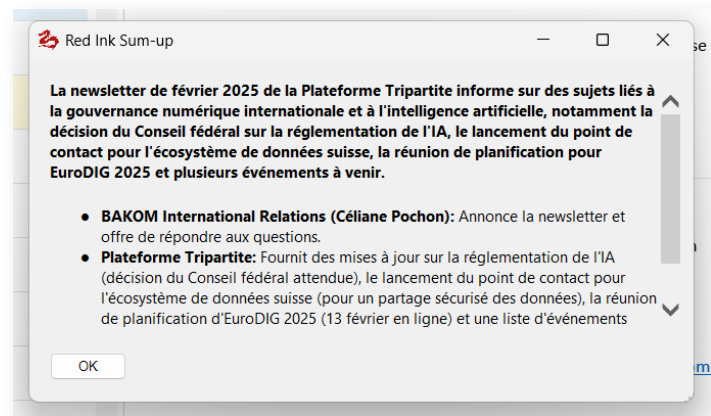 Red Ink Sum-up
se
La newsletter de février 2025 de la Plateforme Tripartite informe sur des sujets liés à
la gouvernance numérique internationale et à l'intelligence artificielle, notamment la
décision du Conseil fédéral sur la réglementation de l'IA, le lancement du point de
contact pour l'écosystème de données suisse, la réunion de planification pour
EuroDIG 2025 et plusieurs événements à venir.
● BAKOM International Relations (Céliane Pochon): Annonce la newsletter et
offre de répondre aux questions.
● Plateforme Tripartite: Fournit des mises à jour sur la réglementation de l'IA
(décision du Conseil fédéral attendue), le lancement du point de contact pour
l'écosystème de données suisse (pour un partage sécurisé des données), la réunion
de planification d'EuroDIG 2025 (13 février en ligne) et une liste d'événements
OK
om